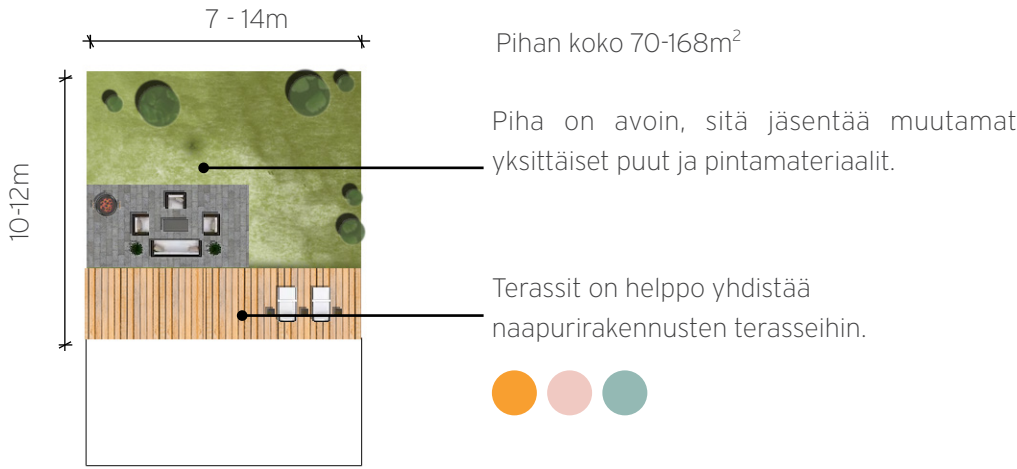 7 - 14m
Pihan koko 70-168m²
Piha on avoin, sitä jäsentää muutamat
yksittäiset puut ja pintamateriaalit.
10-12m
Terassit on helppo yhdistää
naapurirakennusten terasseihin.